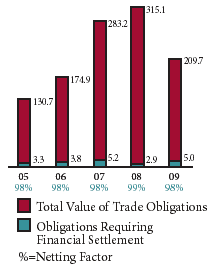 315.1
283.2
209.7
174.9
130.7
3.3 3.8 5.2 2.9 5.0
05 06 07 08 09
98% 98% 98% 99% 98%
Total Value of Trade Obligations
Obligations Requiring
Financial Settlement
%=Netting Factor